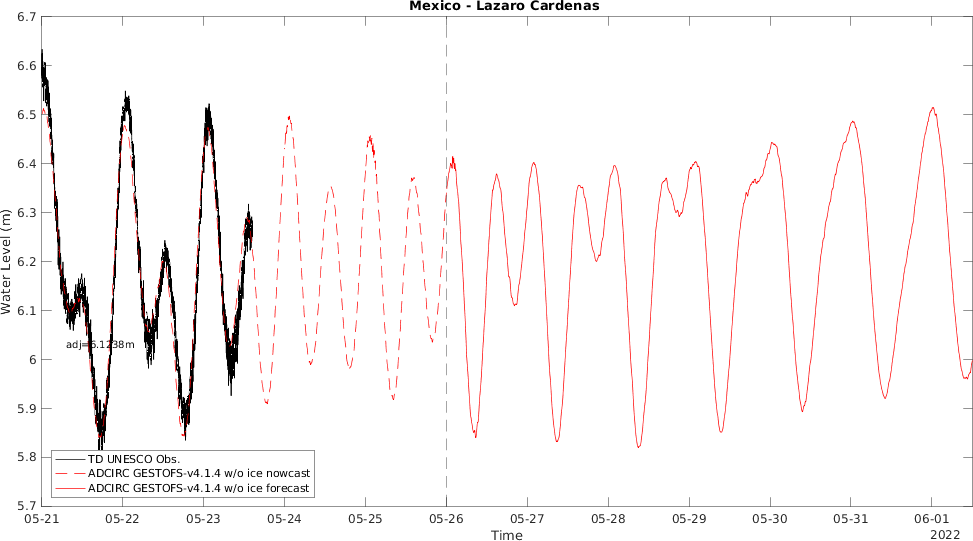 Mexico - Lazaro Cardenas
Water Level (m)
6.7
6.6
6.5
6.4
6.3
6.2
6.1
6
5.9
5.8
5.7
adj=6.1238m
TD UNESCO Obs.
ADCIRC GESTOFS-v4.1.4 w/o ice nowcast
ADCIRC GESTOFS-v4.1.4 w/o ice forecast
05-21 05-22 05-23 05-24 05-25 05-26 05-27 05-28 05-29 05-30 05-31 06-01
Time
2022